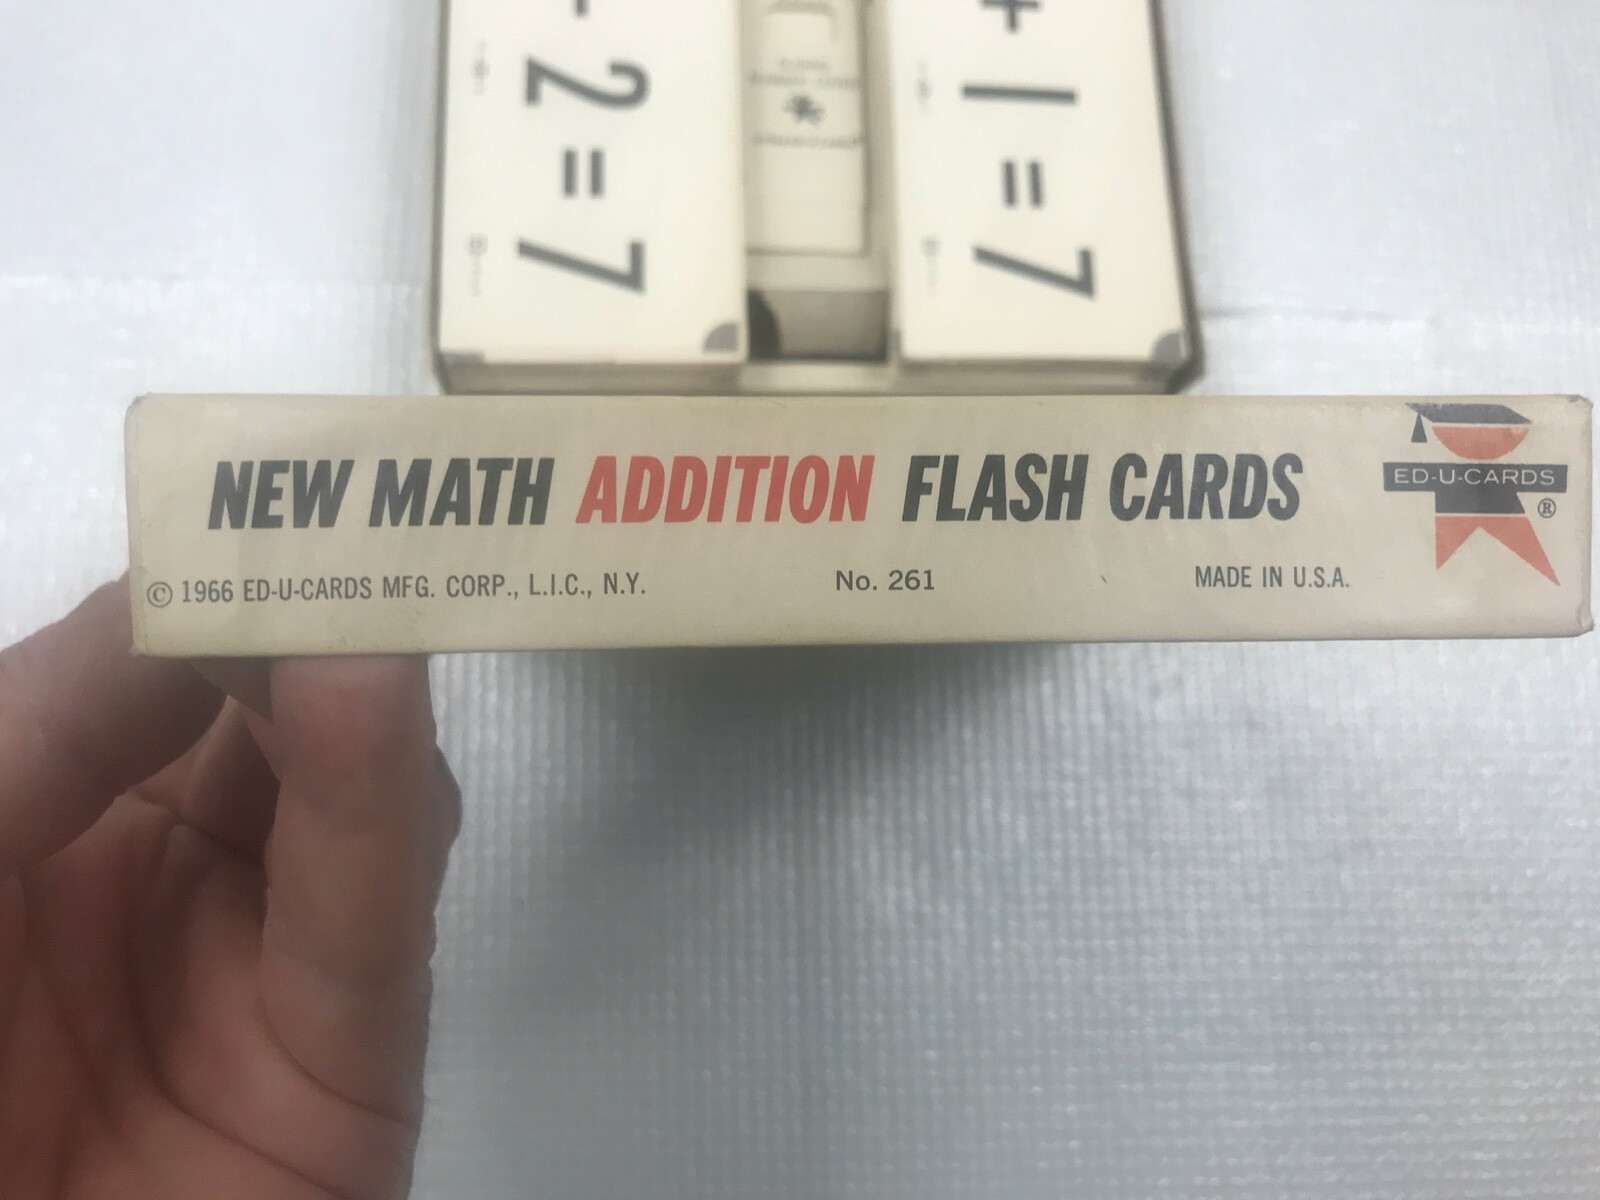 - 2 = 7
+ 1 = 7
NEW MATH ADDITION FLASH CARDS
ED-U-CARDS
®
© 1966 ED-U-CARDS MFG. CORP., L.I.C., N.Y. No. 261 MADE IN U.S.A.